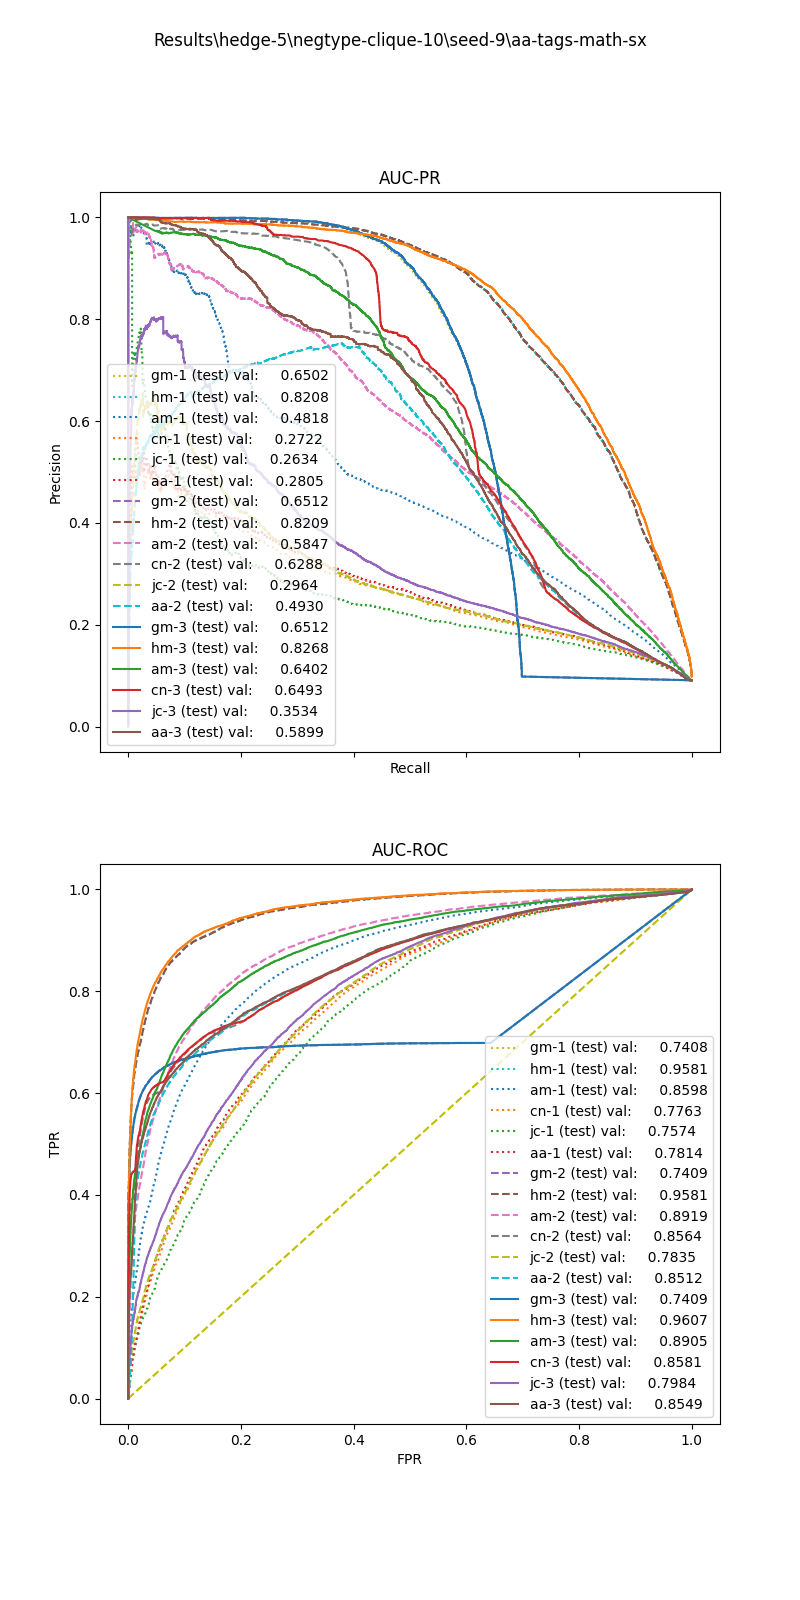 Results\hedge-5\negtype-clique-10\seed-9\aa-tags-math-sx
AUC-PR
1.0
0.8
0.6
0.4
0.2
0.0
Precision
gm-1 (test) val: 0.6502
hm-1 (test) val: 0.8208
am-1 (test) val: 0.4818
cn-1 (test) val: 0.2722
jc-1 (test) val: 0.2634
aa-1 (test) val: 0.2805
gm-2 (test) val: 0.6512
hm-2 (test) val: 0.8209
am-2 (test) val: 0.5847
cn-2 (test) val: 0.6288
jc-2 (test) val: 0.2964
aa-2 (test) val: 0.4930
gm-3 (test) val: 0.6512
hm-3 (test) val: 0.8268
am-3 (test) val: 0.6402
cn-3 (test) val: 0.6493
jc-3 (test) val: 0.3534
aa-3 (test) val: 0.5899
Recall
AUC-ROC
1.0
0.8
0.6
0.4
0.2
0.0
TPR
gm-1 (test) val: 0.7408
hm-1 (test) val: 0.9581
am-1 (test) val: 0.8598
cn-1 (test) val: 0.7763
jc-1 (test) val: 0.7574
aa-1 (test) val: 0.7814
gm-2 (test) val: 0.7409
hm-2 (test) val: 0.9581
am-2 (test) val: 0.8919
cn-2 (test) val: 0.8564
jc-2 (test) val: 0.7835
aa-2 (test) val: 0.8512
gm-3 (test) val: 0.7409
hm-3 (test) val: 0.9607
am-3 (test) val: 0.8905
cn-3 (test) val: 0.8581
jc-3 (test) val: 0.7984
aa-3 (test) val: 0.8549
0.0 0.2 0.4 0.6 0.8 1.0
FPR